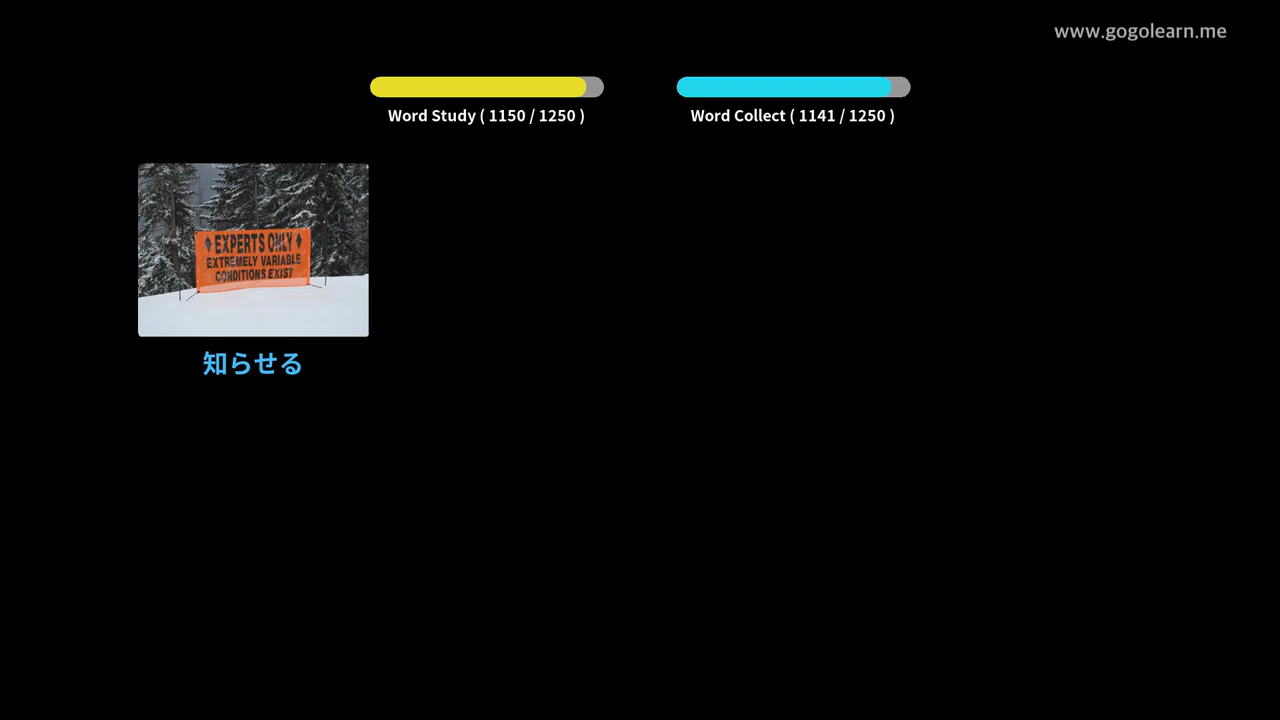 www.gogolearn.me
Word Study ( 1150 / 1250 )
Word Collect ( 1141 / 1250 )
EXPERTS ONLY
EXTREMELY VARIABLE
CONDITIONS EXIST
知らせる